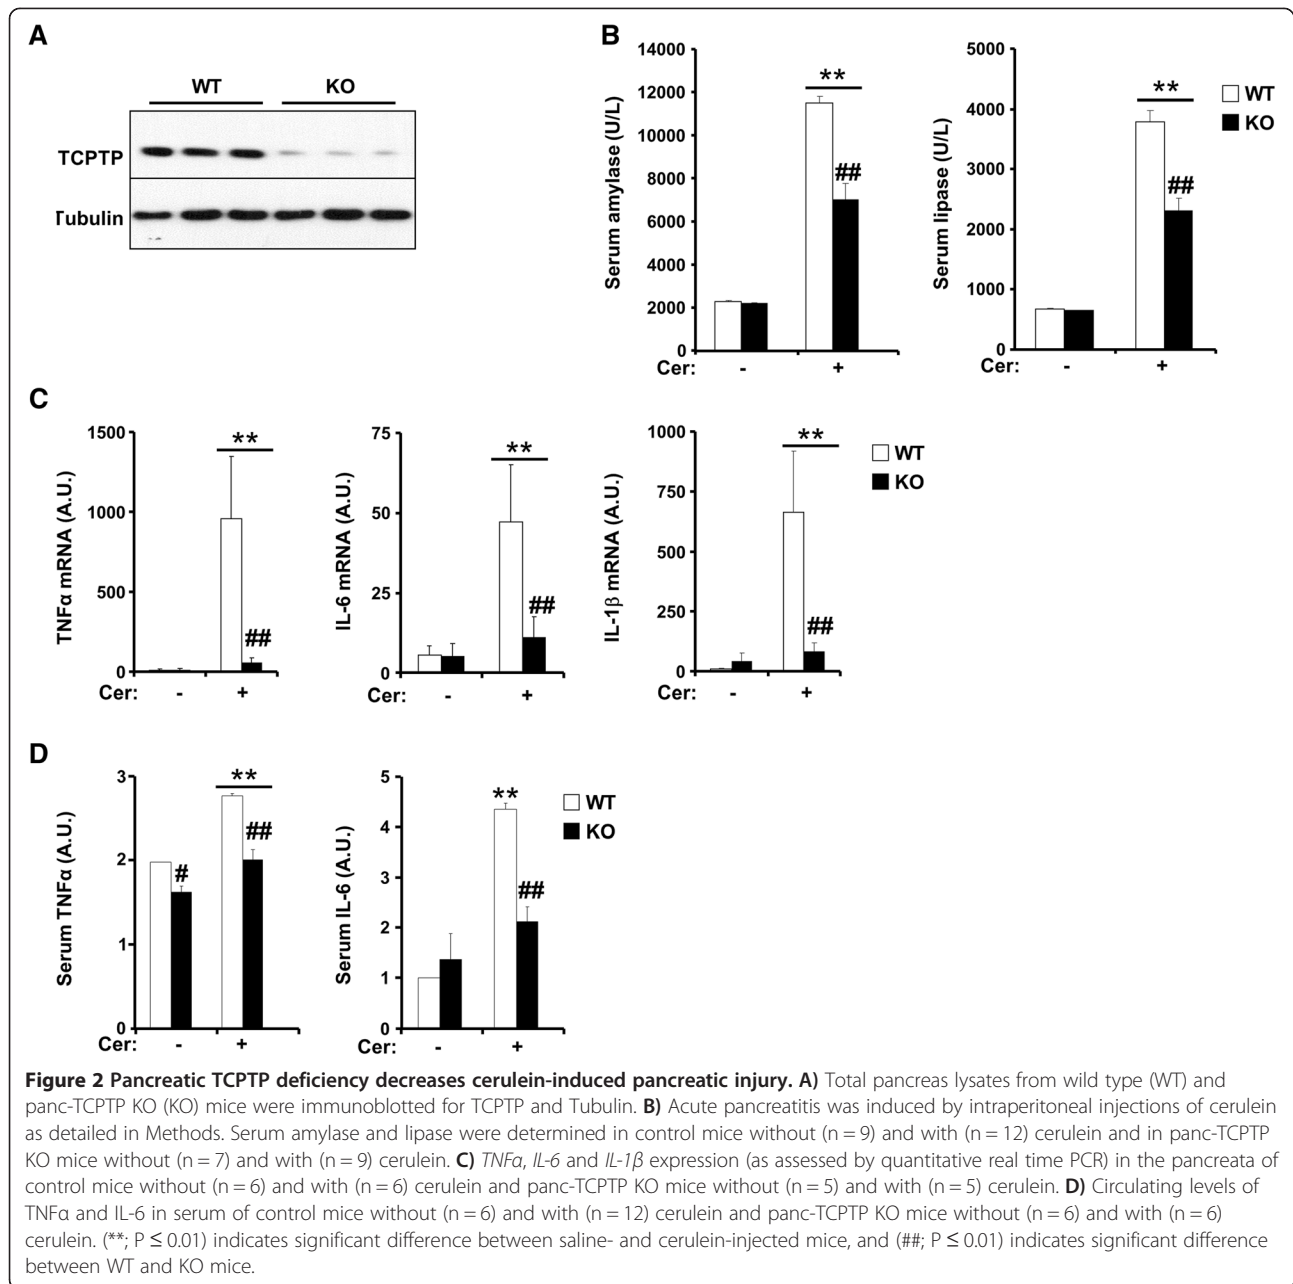 A
WT KO
TCPTP
Tubulin
B
14000
12000
10000
8000
6000
4000
2000
0
Serum amylase (U/L)
**
##
Cer: - +
5000
4000
3000
2000
1000
0
Serum lipase (U/L)
**
##
Cer: - +
WT
KO
C
1500
1000
500
0
TNFα mRNA (A.U.)
**
##
Cer: - +
75
50
25
0
IL-6 mRNA (A.U.)
**
##
Cer: - +
1000
750
500
250
0
IL-1β mRNA (A.U.)
**
##
Cer: - +
WT
KO
D
3
2
1
0
Serum TNFα (A.U.)
#
**
##
Cer: - +
5
4
3
2
1
0
Serum IL-6 (A.U.)
**
##
Cer: - +
WT
KO
Figure 2 Pancreatic TCPTP deficiency decreases cerulein-induced pancreatic injury. A) Total pancreas lysates from wild type (WT) and
panc-TCPTP KO (KO) mice were immunoblotted for TCPTP and Tubulin. B) Acute pancreatitis was induced by intraperitoneal injections of cerulein
as detailed in Methods. Serum amylase and lipase were determined in control mice without (n = 9) and with (n = 12) cerulein and in panc-TCPTP
KO mice without (n = 7) and with (n = 9) cerulein. C) TNFα, IL-6 and IL-1β expression (as assessed by quantitative real time PCR) in the pancreata of
control mice without (n = 6) and with (n = 6) cerulein and panc-TCPTP KO mice without (n = 5) and with (n = 5) cerulein. D) Circulating levels of
TNFα and IL-6 in serum of control mice without (n = 6) and with (n = 12) cerulein and panc-TCPTP KO mice without (n = 6) and with (n = 6)
cerulein. (**; P ≤ 0.01) indicates significant difference between saline- and cerulein-injected mice, and (##; P ≤ 0.01) indicates significant difference
between WT and KO mice.